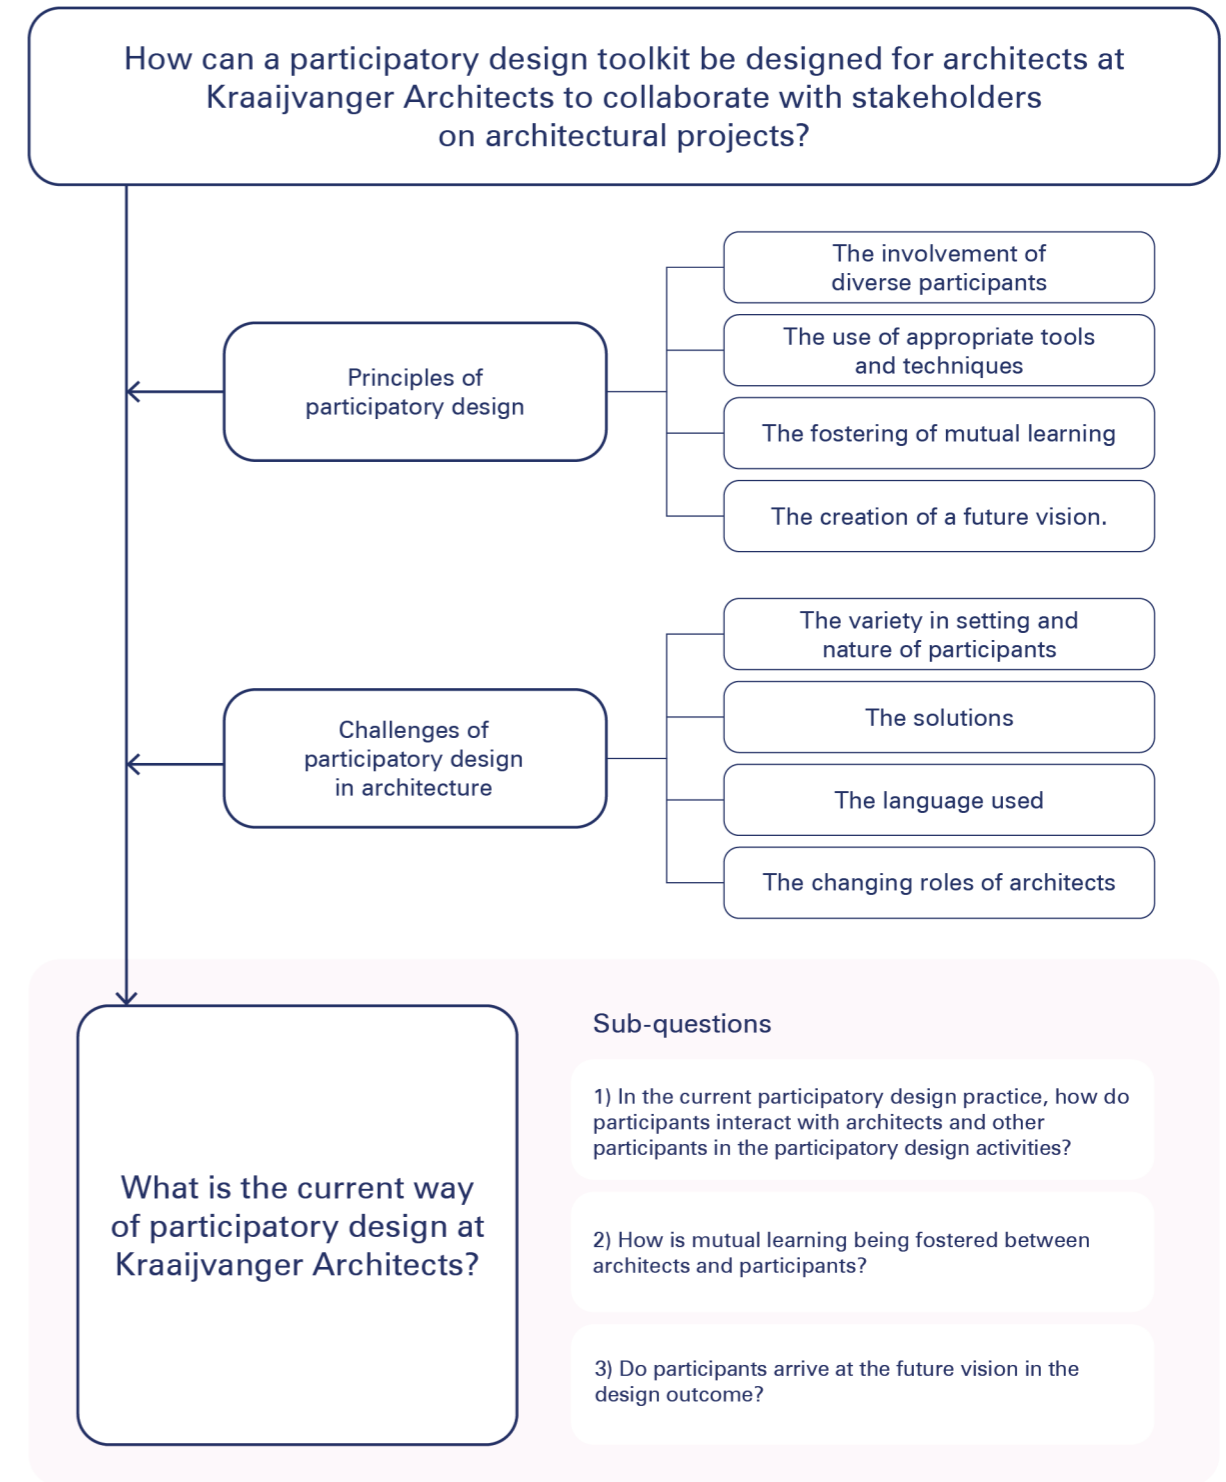 How can a participatory design toolkit be designed for architects at
Kraaijvanger Architects to collaborate with stakeholders
on architectural projects?
Principles of
participatory design
The involvement of
diverse participants
The use of appropriate tools
and techniques
The fostering of mutual learning
The creation of a future vision.
Challenges of
participatory design
in architecture
The variety in setting and
nature of participants
The solutions
The language used
The changing roles of architects
What is the current way
of participatory design at
Kraaijvanger Architects?
Sub-questions
1) In the current participatory design practice, how do
participants interact with architects and other
participants in the participatory design activities?
2) How is mutual learning being fostered between
architects and participants?
3) Do participants arrive at the future vision in the
design outcome?